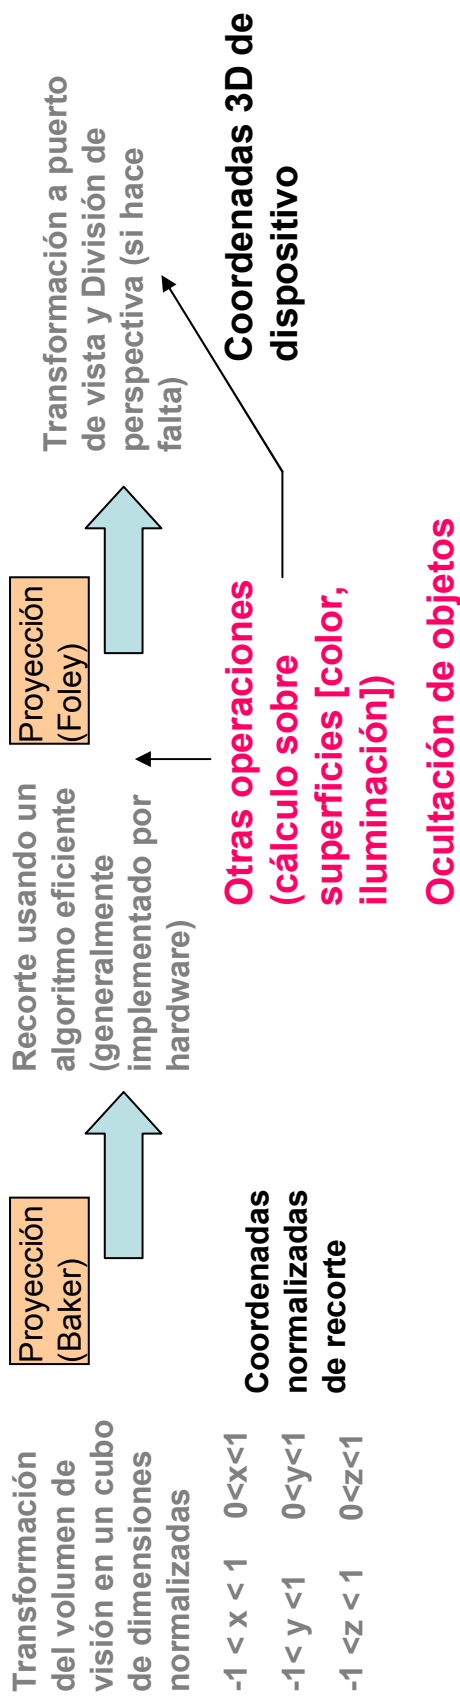 Transformación
del volumen de
visión en un cubo
de dimensiones
normalizadas
-1 < x < 1 0<x<1
-1< y <1 0<y<1
-1 <z < 1 0<z<1
Proyección
(Baker)
Coordenadas
normalizadas
de recorte
Recorte usando un
algoritmo eficiente
(generalmente
implementado por
hardware)
Proyección
(Foley)
Otras operaciones
(cálculo sobre
superficies [color,
iluminación])
Ocultación de objetos
Transformación a puerto
de vista y División de
perspectiva (si hace
falta)
Coordenadas 3D de
dispositivo